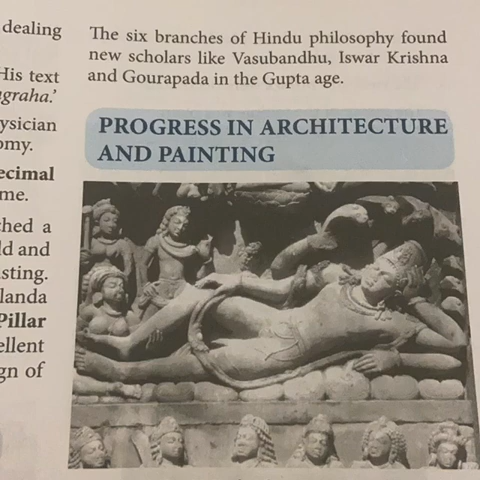 dealing
His text
graha.'
ysician
omy.
ecimal
me.
ched a
ld and
sting.
landa
Pillar
ellent
gn of
The six branches of Hindu philosophy found
new scholars like Vasubandhu, Iswar Krishna
and Gourapada in the Gupta age.
PROGRESS IN ARCHITECTURE
AND PAINTING